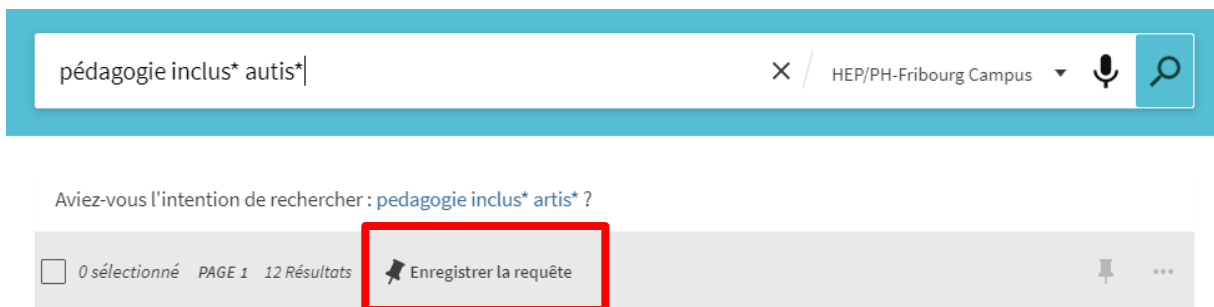 pédagogie inclus* autis* HEP/PH-Fribourg Campus
Aviez-vous l'intention de rechercher : pedagogie inclus* artis* ?
0 sélectionné PAGE 1 12 Résultats Enregistrer la requête